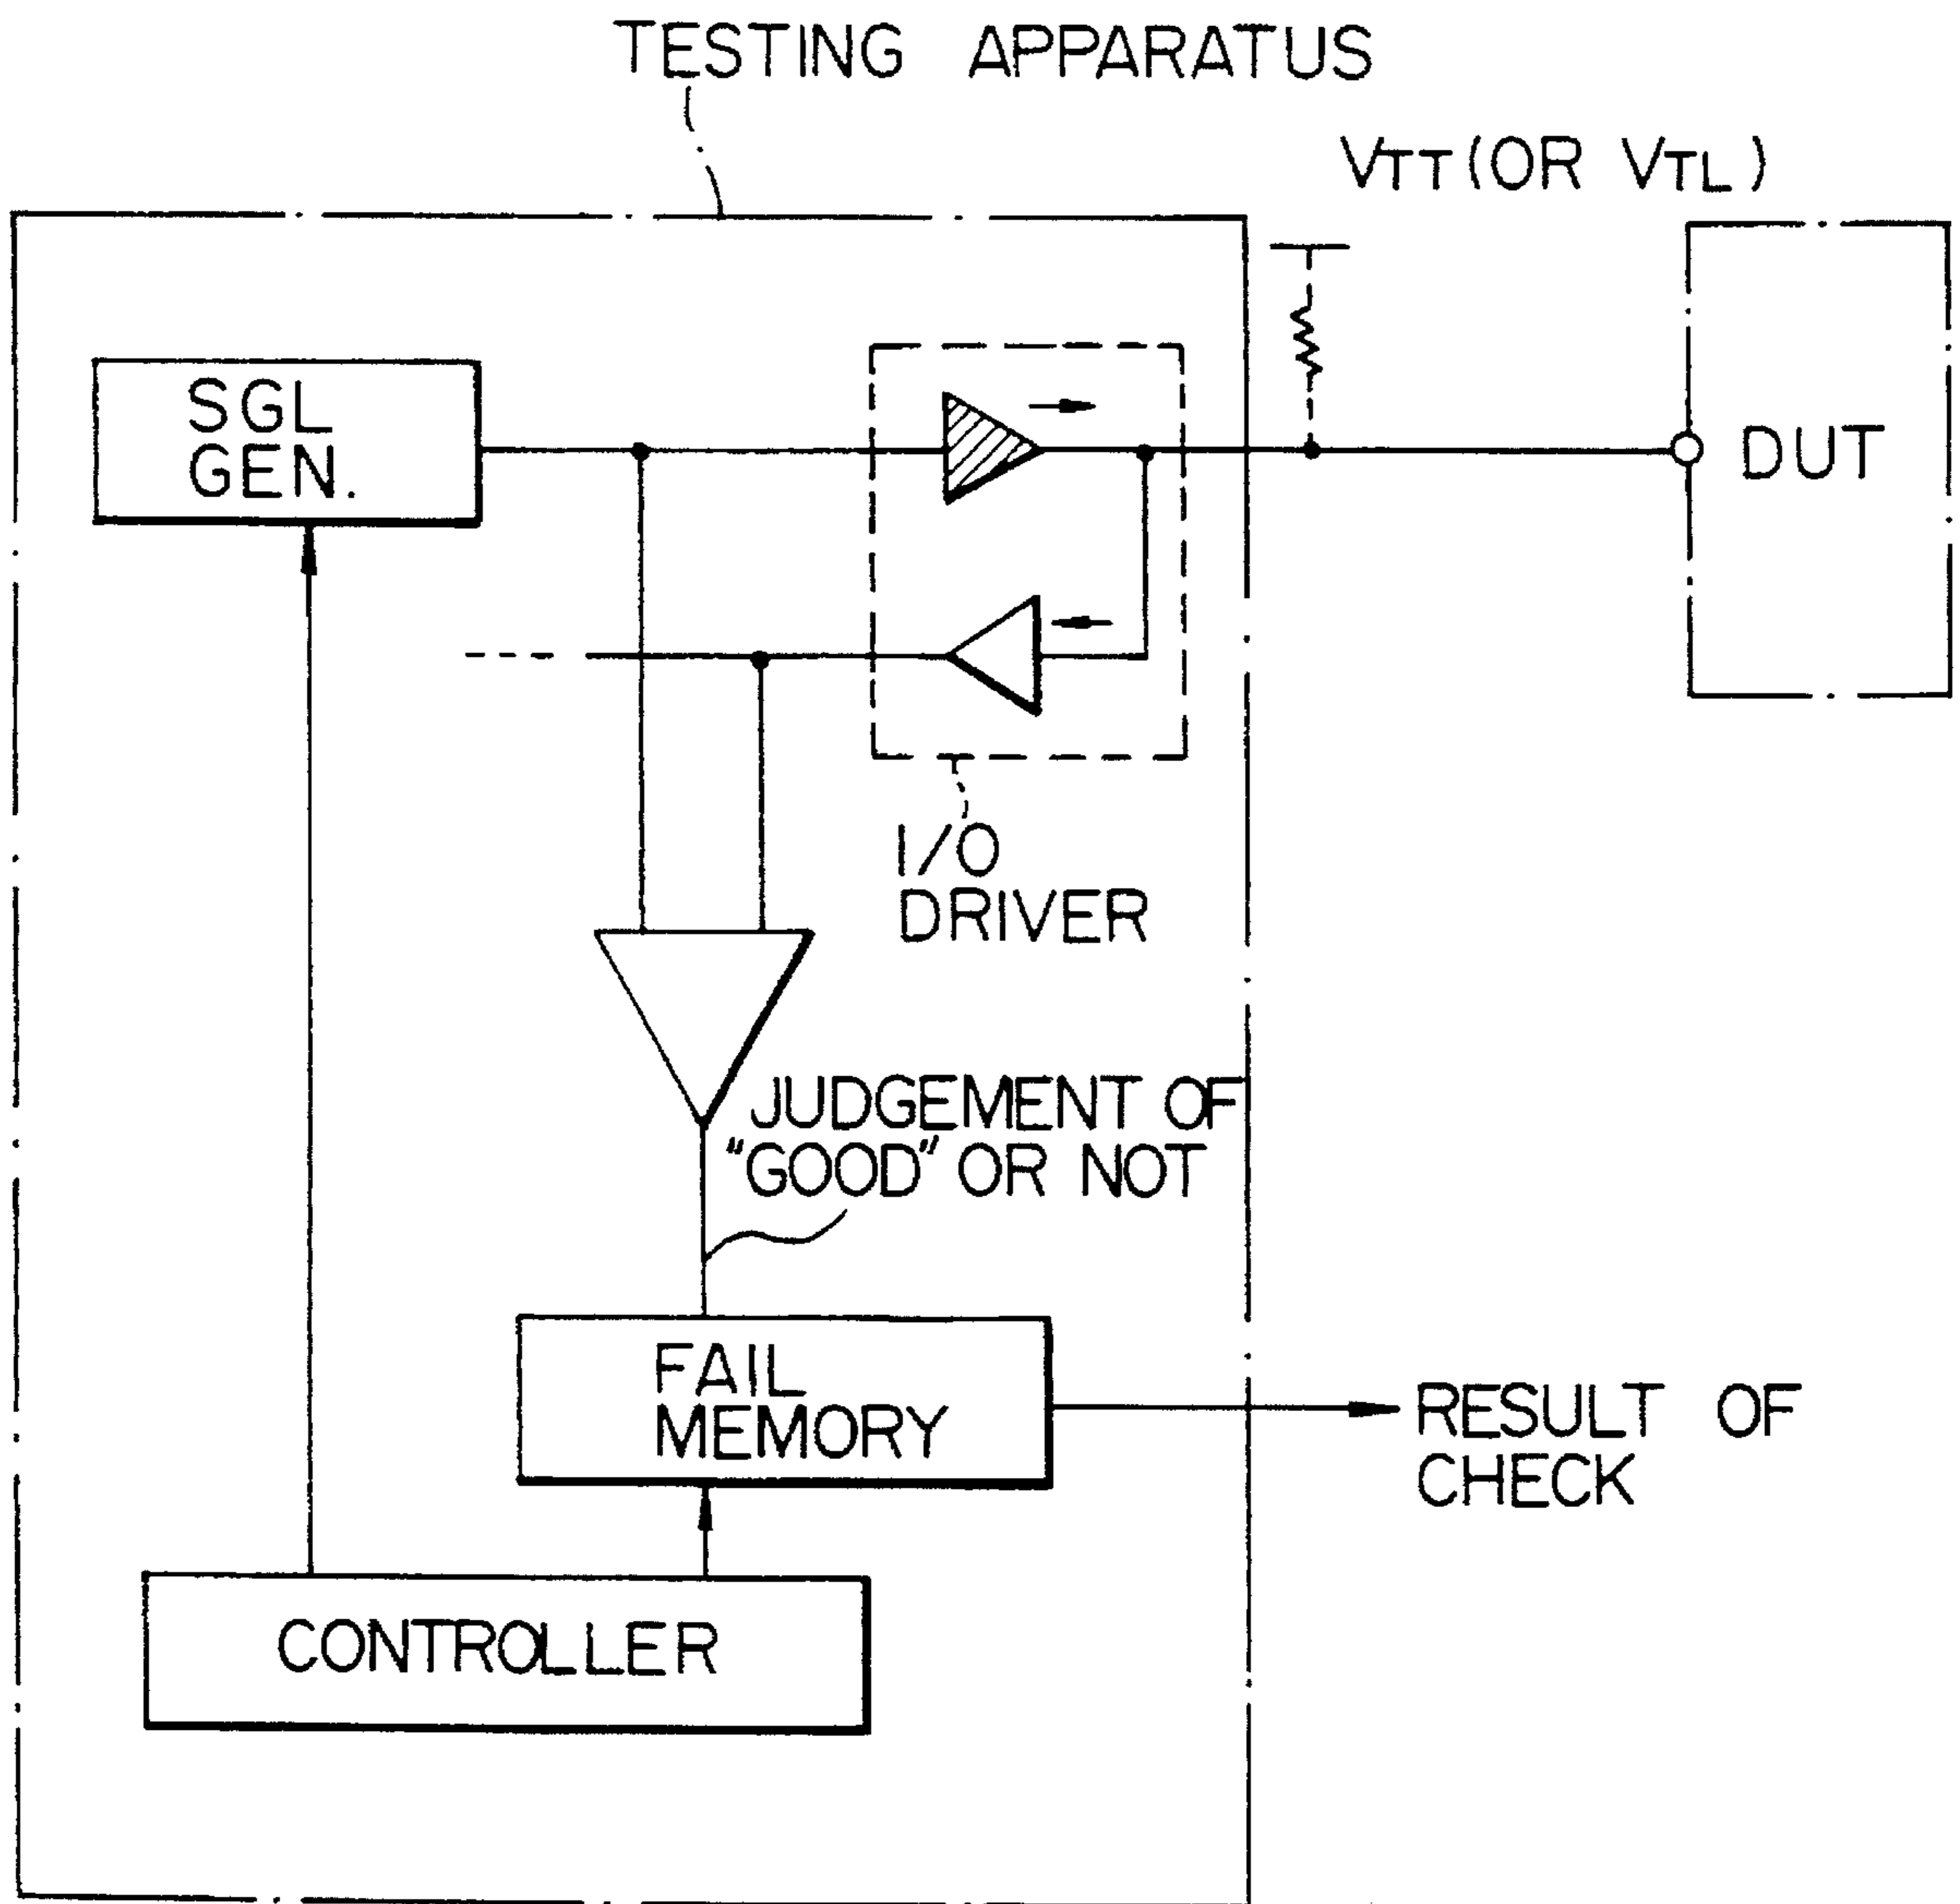 TESTING APPARATUS
VTT (OR VTL)
SGL
GEN.
DUT
I/O
DRIVER
JUDGEMENT OF
"GOOD" OR NOT
FAIL
MEMORY
RESULT OF
CHECK
CONTROLLER